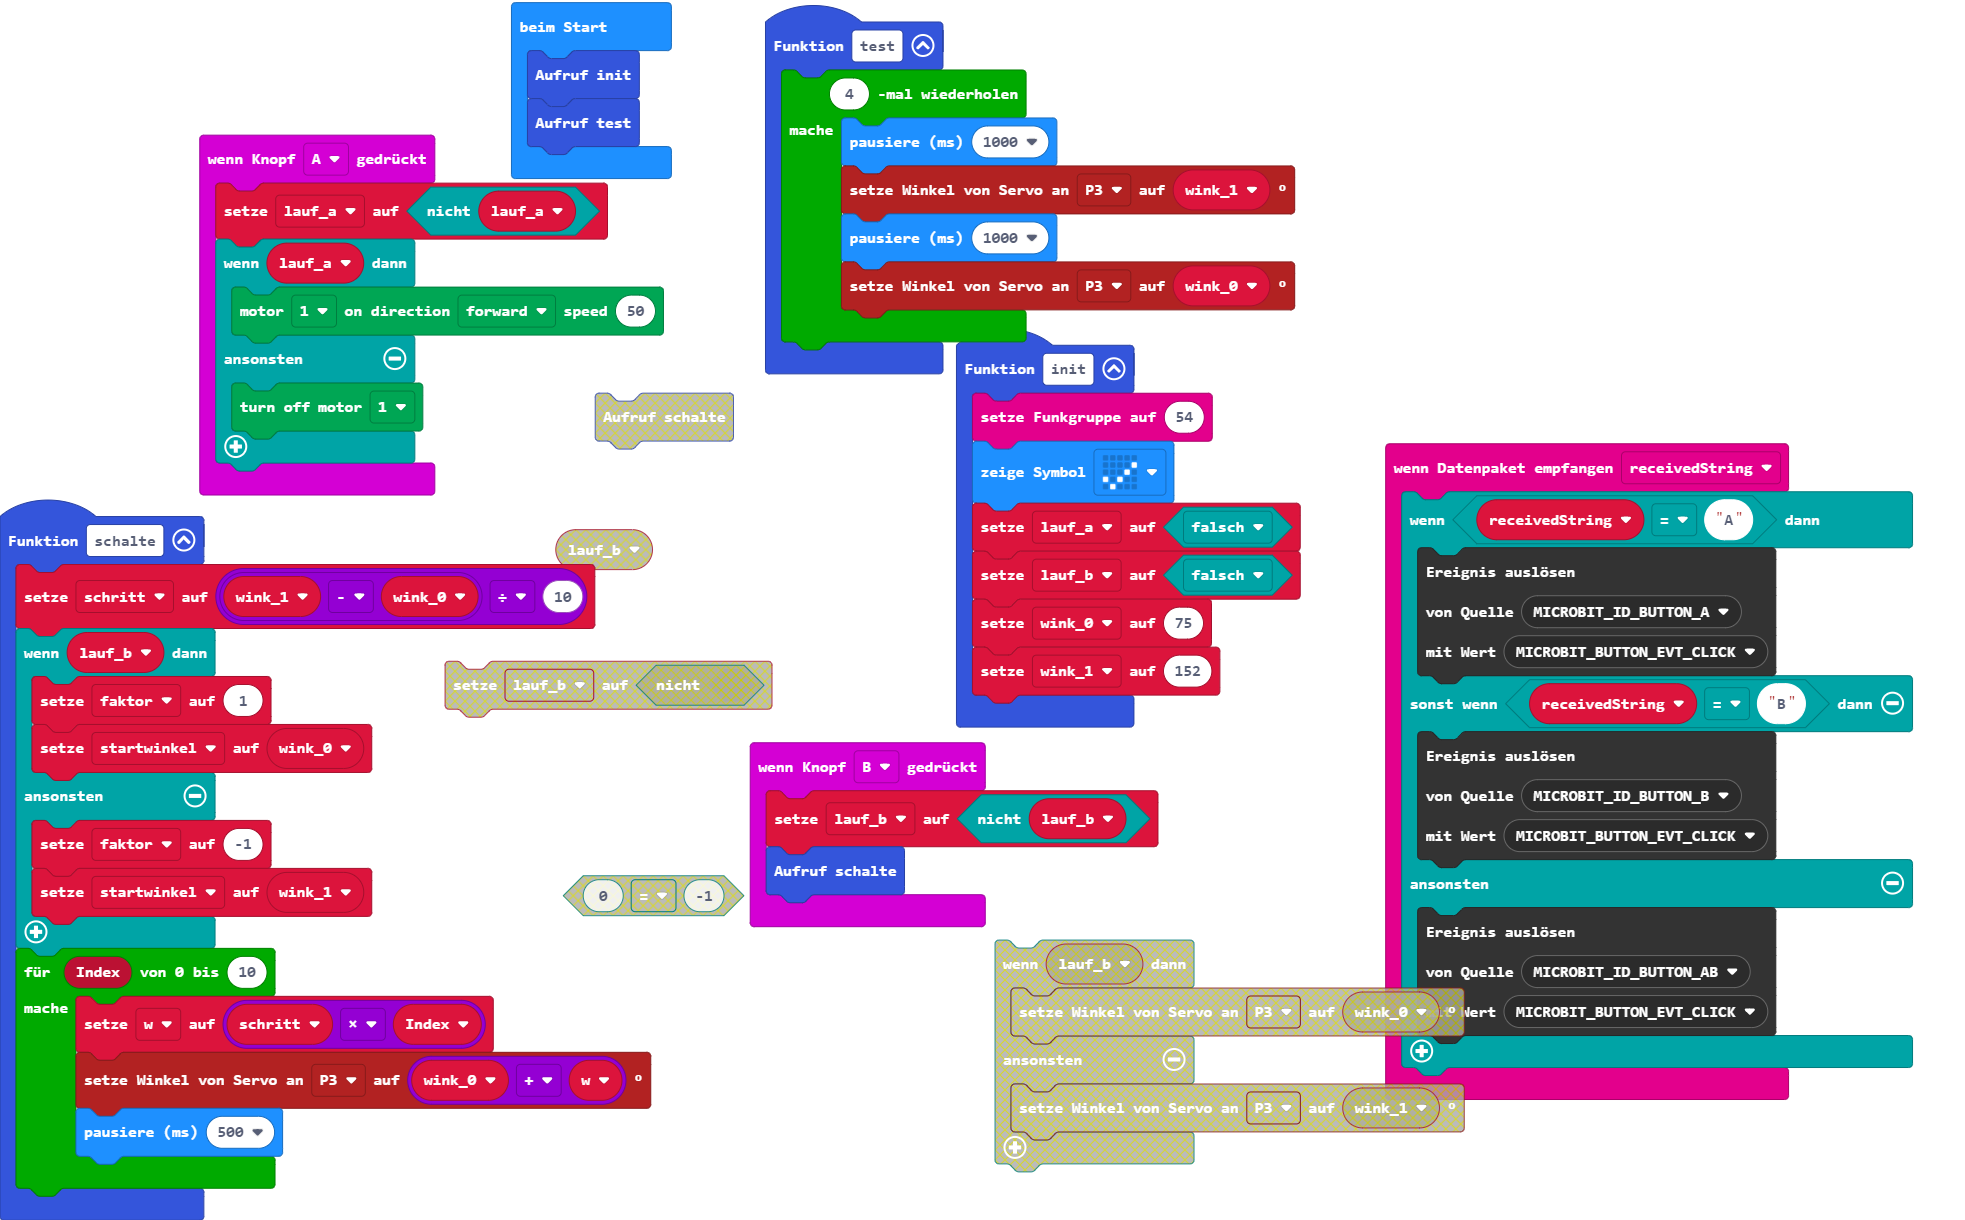 beim Start
Aufruf init
Aufruf test
Funktion test
4 -mal wiederholen
mache
pausiere (ms) 1000
setze Winkel von Servo an P3 auf wink_1 °
pausiere (ms) 1000
setze Winkel von Servo an P3 auf wink_0 °
wenn Knopf A gedrückt
setze lauf_a auf nicht lauf_a
wenn lauf_a dann
motor 1 on direction forward speed 50
ansonsten
turn off motor 1
Aufruf schalte
Funktion init
setze Funkgruppe auf 54
zeige Symbol
setze lauf_a auf falsch
setze lauf_b auf falsch
setze wink_0 auf 75
setze wink_1 auf 152
wenn Datenpaket empfangen receivedString
wenn receivedString = "A" dann
Ereignis auslösen
von Quelle MICROBIT_ID_BUTTON_A
mit Wert MICROBIT_BUTTON_EVT_CLICK
sonst wenn receivedString = "B" dann
Ereignis auslösen
von Quelle MICROBIT_ID_BUTTON_B
mit Wert MICROBIT_BUTTON_EVT_CLICK
ansonsten
Ereignis auslösen
von Quelle MICROBIT_ID_BUTTON_AB
Wert MICROBIT_BUTTON_EVT_CLICK
Funktion schalte
setze schritt auf wink_1 - wink_0 ÷ 10
wenn lauf_b dann
setze faktor auf 1
setze startwinkel auf wink_0
ansonsten
setze faktor auf -1
setze startwinkel auf wink_1
für Index von 0 bis 10
mache
setze w auf schritt × Index
setze Winkel von Servo an P3 auf wink_0 + w °
pausiere (ms) 500
lauf_b
setze lauf_b auf nicht
0 = -1
wenn Knopf B gedrückt
setze lauf_b auf nicht lauf_b
Aufruf schalte
wenn lauf_b dann
setze Winkel von Servo an P3 auf wink_0 °
ansonsten
setze Winkel von Servo an P3 auf wink_1 °